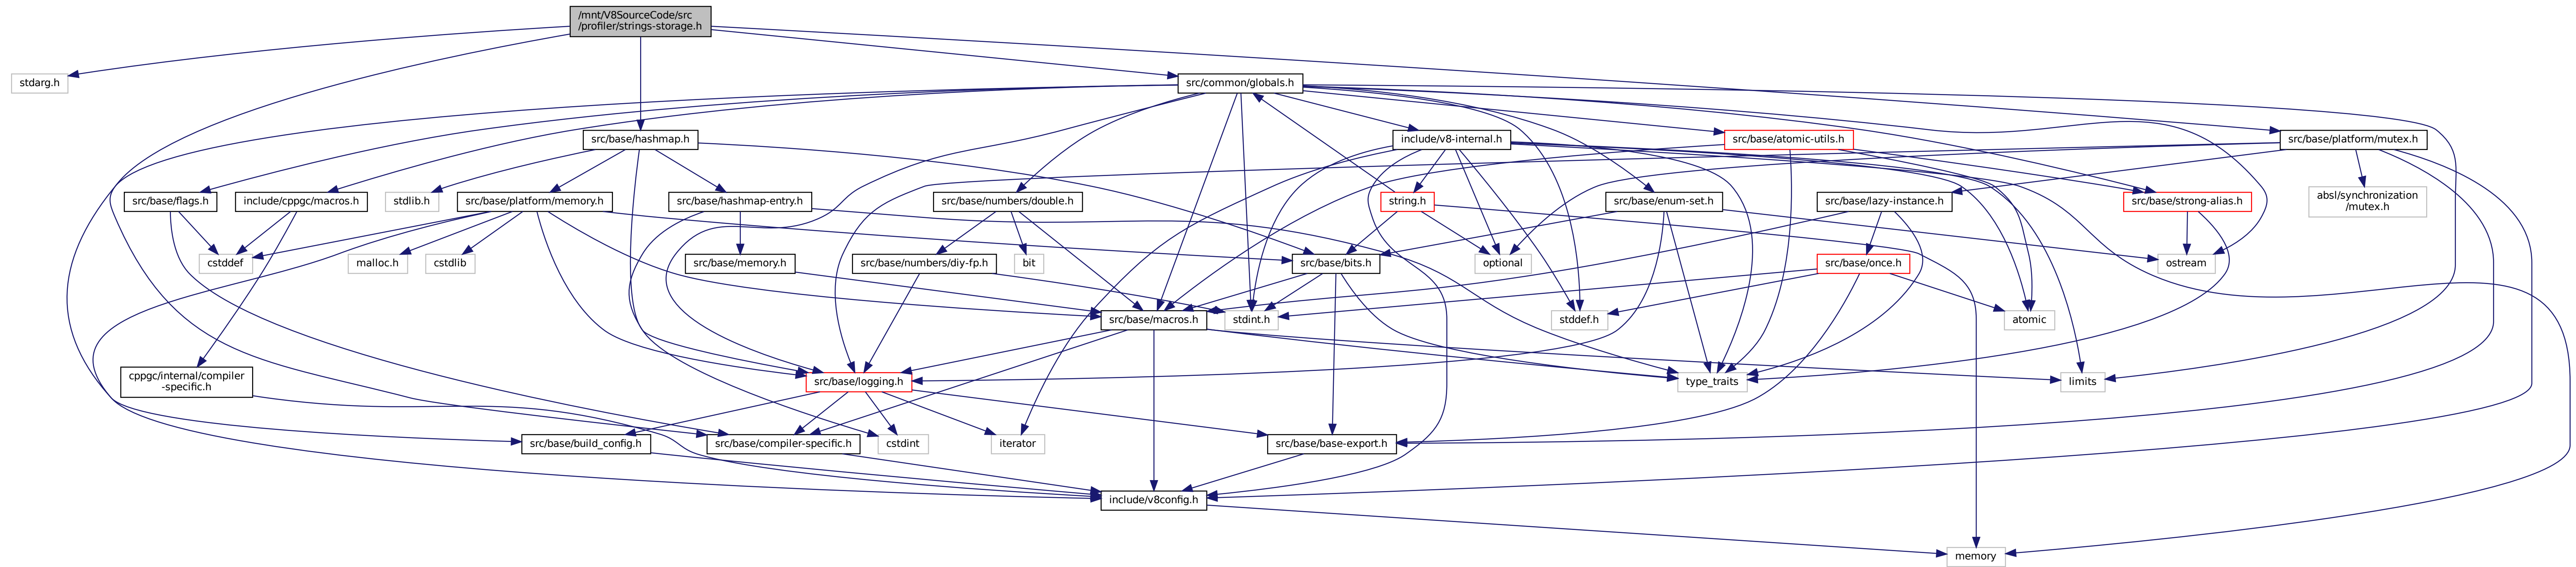 /mnt/V8SourceCode/src
/profiler/strings-storage.h
stdarg.h
src/common/globals.h
src/base/hashmap.h
include/v8-internal.h
src/base/atomic-utils.h
src/base/platform/mutex.h
src/base/flags.h
include/cppgc/macros.h
stdlib.h
src/base/platform/memory.h
src/base/hashmap-entry.h
src/base/numbers/double.h
string.h
src/base/enum-set.h
src/base/lazy-instance.h
src/base/strong-alias.h
absl/synchronization
/mutex.h
cstddef
malloc.h
cstdlib
src/base/memory.h
src/base/numbers/diy-fp.h
bit
src/base/bits.h
optional
src/base/once.h
ostream
src/base/macros.h
stdint.h
stddef.h
atomic
cppgc/internal/compiler
-specific.h
src/base/logging.h
type_traits
limits
src/base/build_config.h
src/base/compiler-specific.h
cstdint
iterator
src/base/base-export.h
include/v8config.h
memory